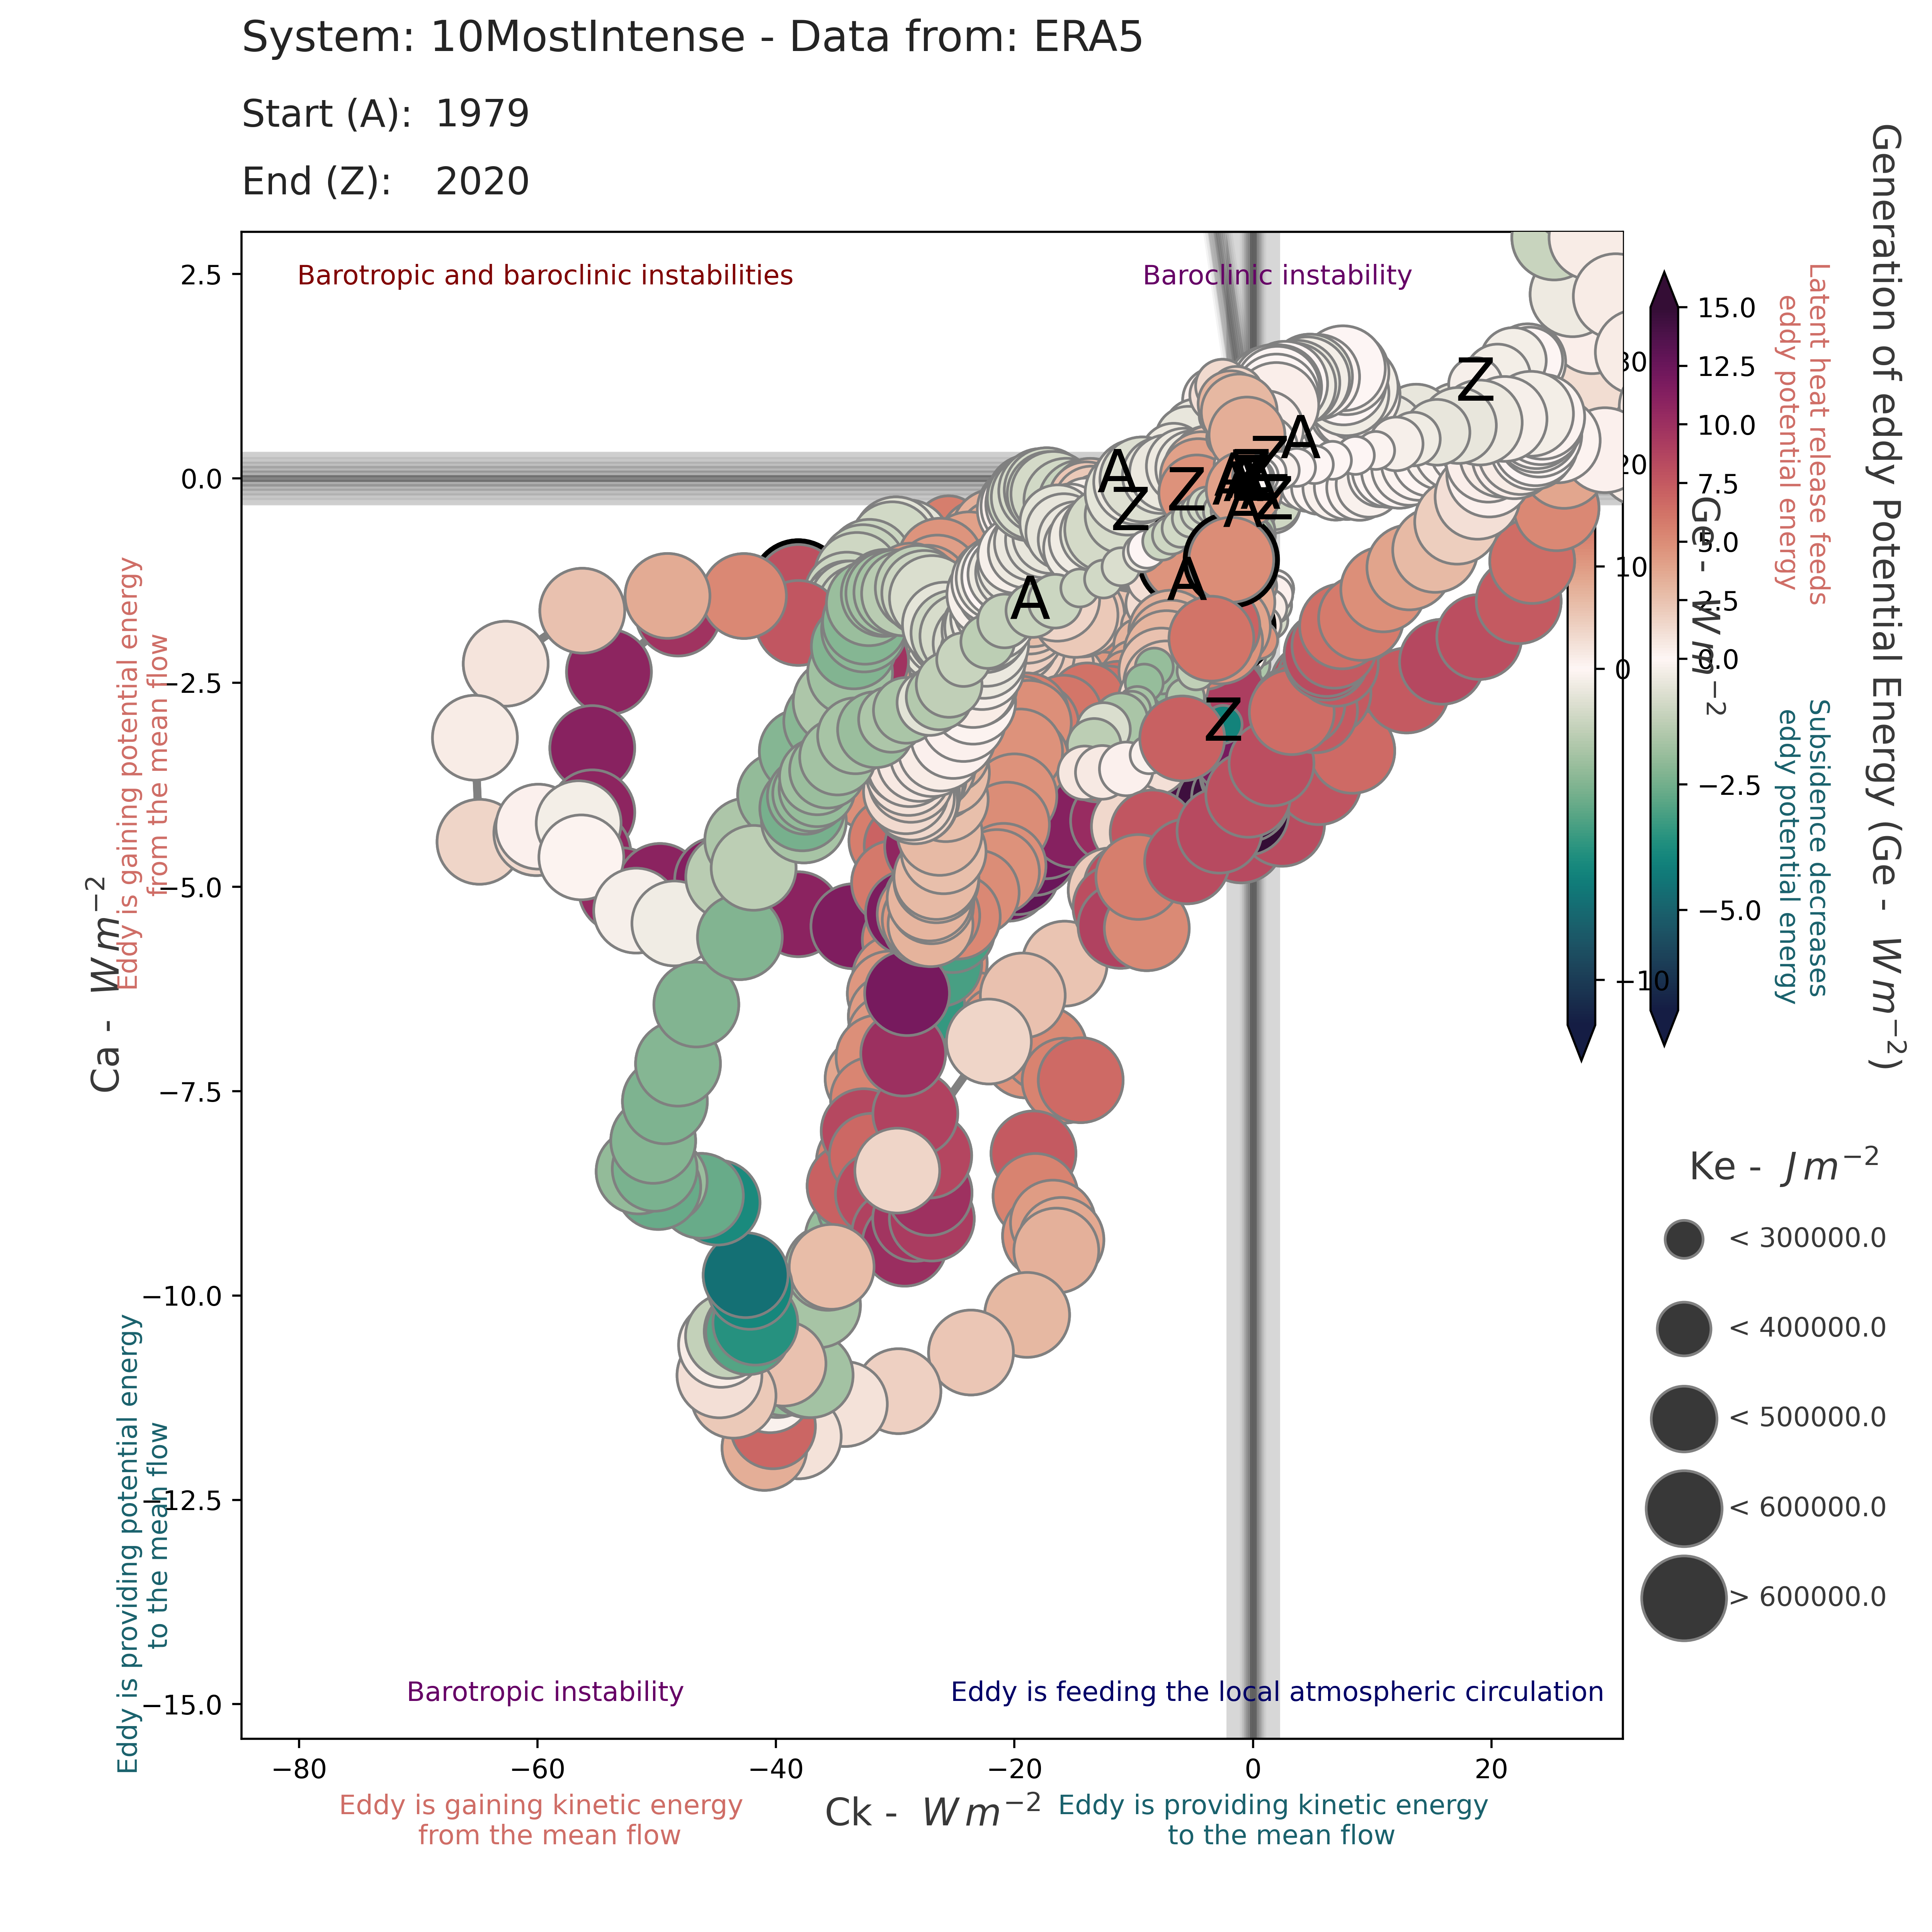 System: 10MostIntense - Data from: ERA5
Start (A): 1979
End (Z): 2020
Barotropic and baroclinic instabilities
Baroclinic instability
Barotropic instability
Eddy is feeding the local atmospheric circulation
2.5
0.0
−2.5
−5.0
−7.5
−10.0
−12.5
−15.0
−80
−60
−40
−20
0
20
Ck - W m⁻²
Eddy is gaining kinetic energy
from the mean flow
Eddy is providing kinetic energy
to the mean flow
Ca - W m⁻²
Eddy is gaining potential energy
from the mean flow
Eddy is providing potential energy
to the mean flow
A
Z
A
Z
Z
A
Z
A
A
Z
30
20
10
0
−10
Ge - W m⁻²
15.0
12.5
10.0
7.5
5.0
2.5
0.0
−2.5
−5.0
Latent heat release feeds
eddy potential energy
Subsidence decreases
eddy potential energy
Generation of eddy Potential Energy (Ge - W m⁻²)
Ke - J m⁻²
< 300000.0
< 400000.0
< 500000.0
< 600000.0
> 600000.0